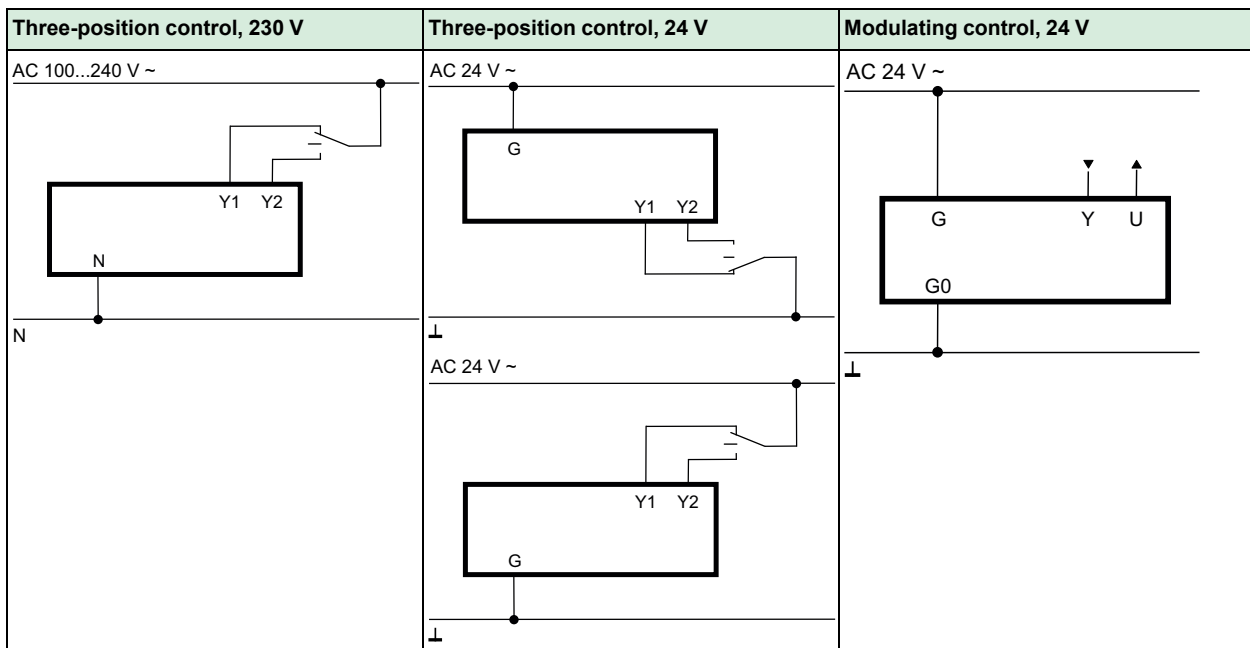 Three-position control, 230 V
AC 100...240 V ~
Y1 Y2
N
N
Three-position control, 24 V
AC 24 V ~
G
Y1 Y2
⊥
AC 24 V ~
Y1 Y2
G
⊥
Modulating control, 24 V
AC 24 V ~
G Y U
G0
⊥